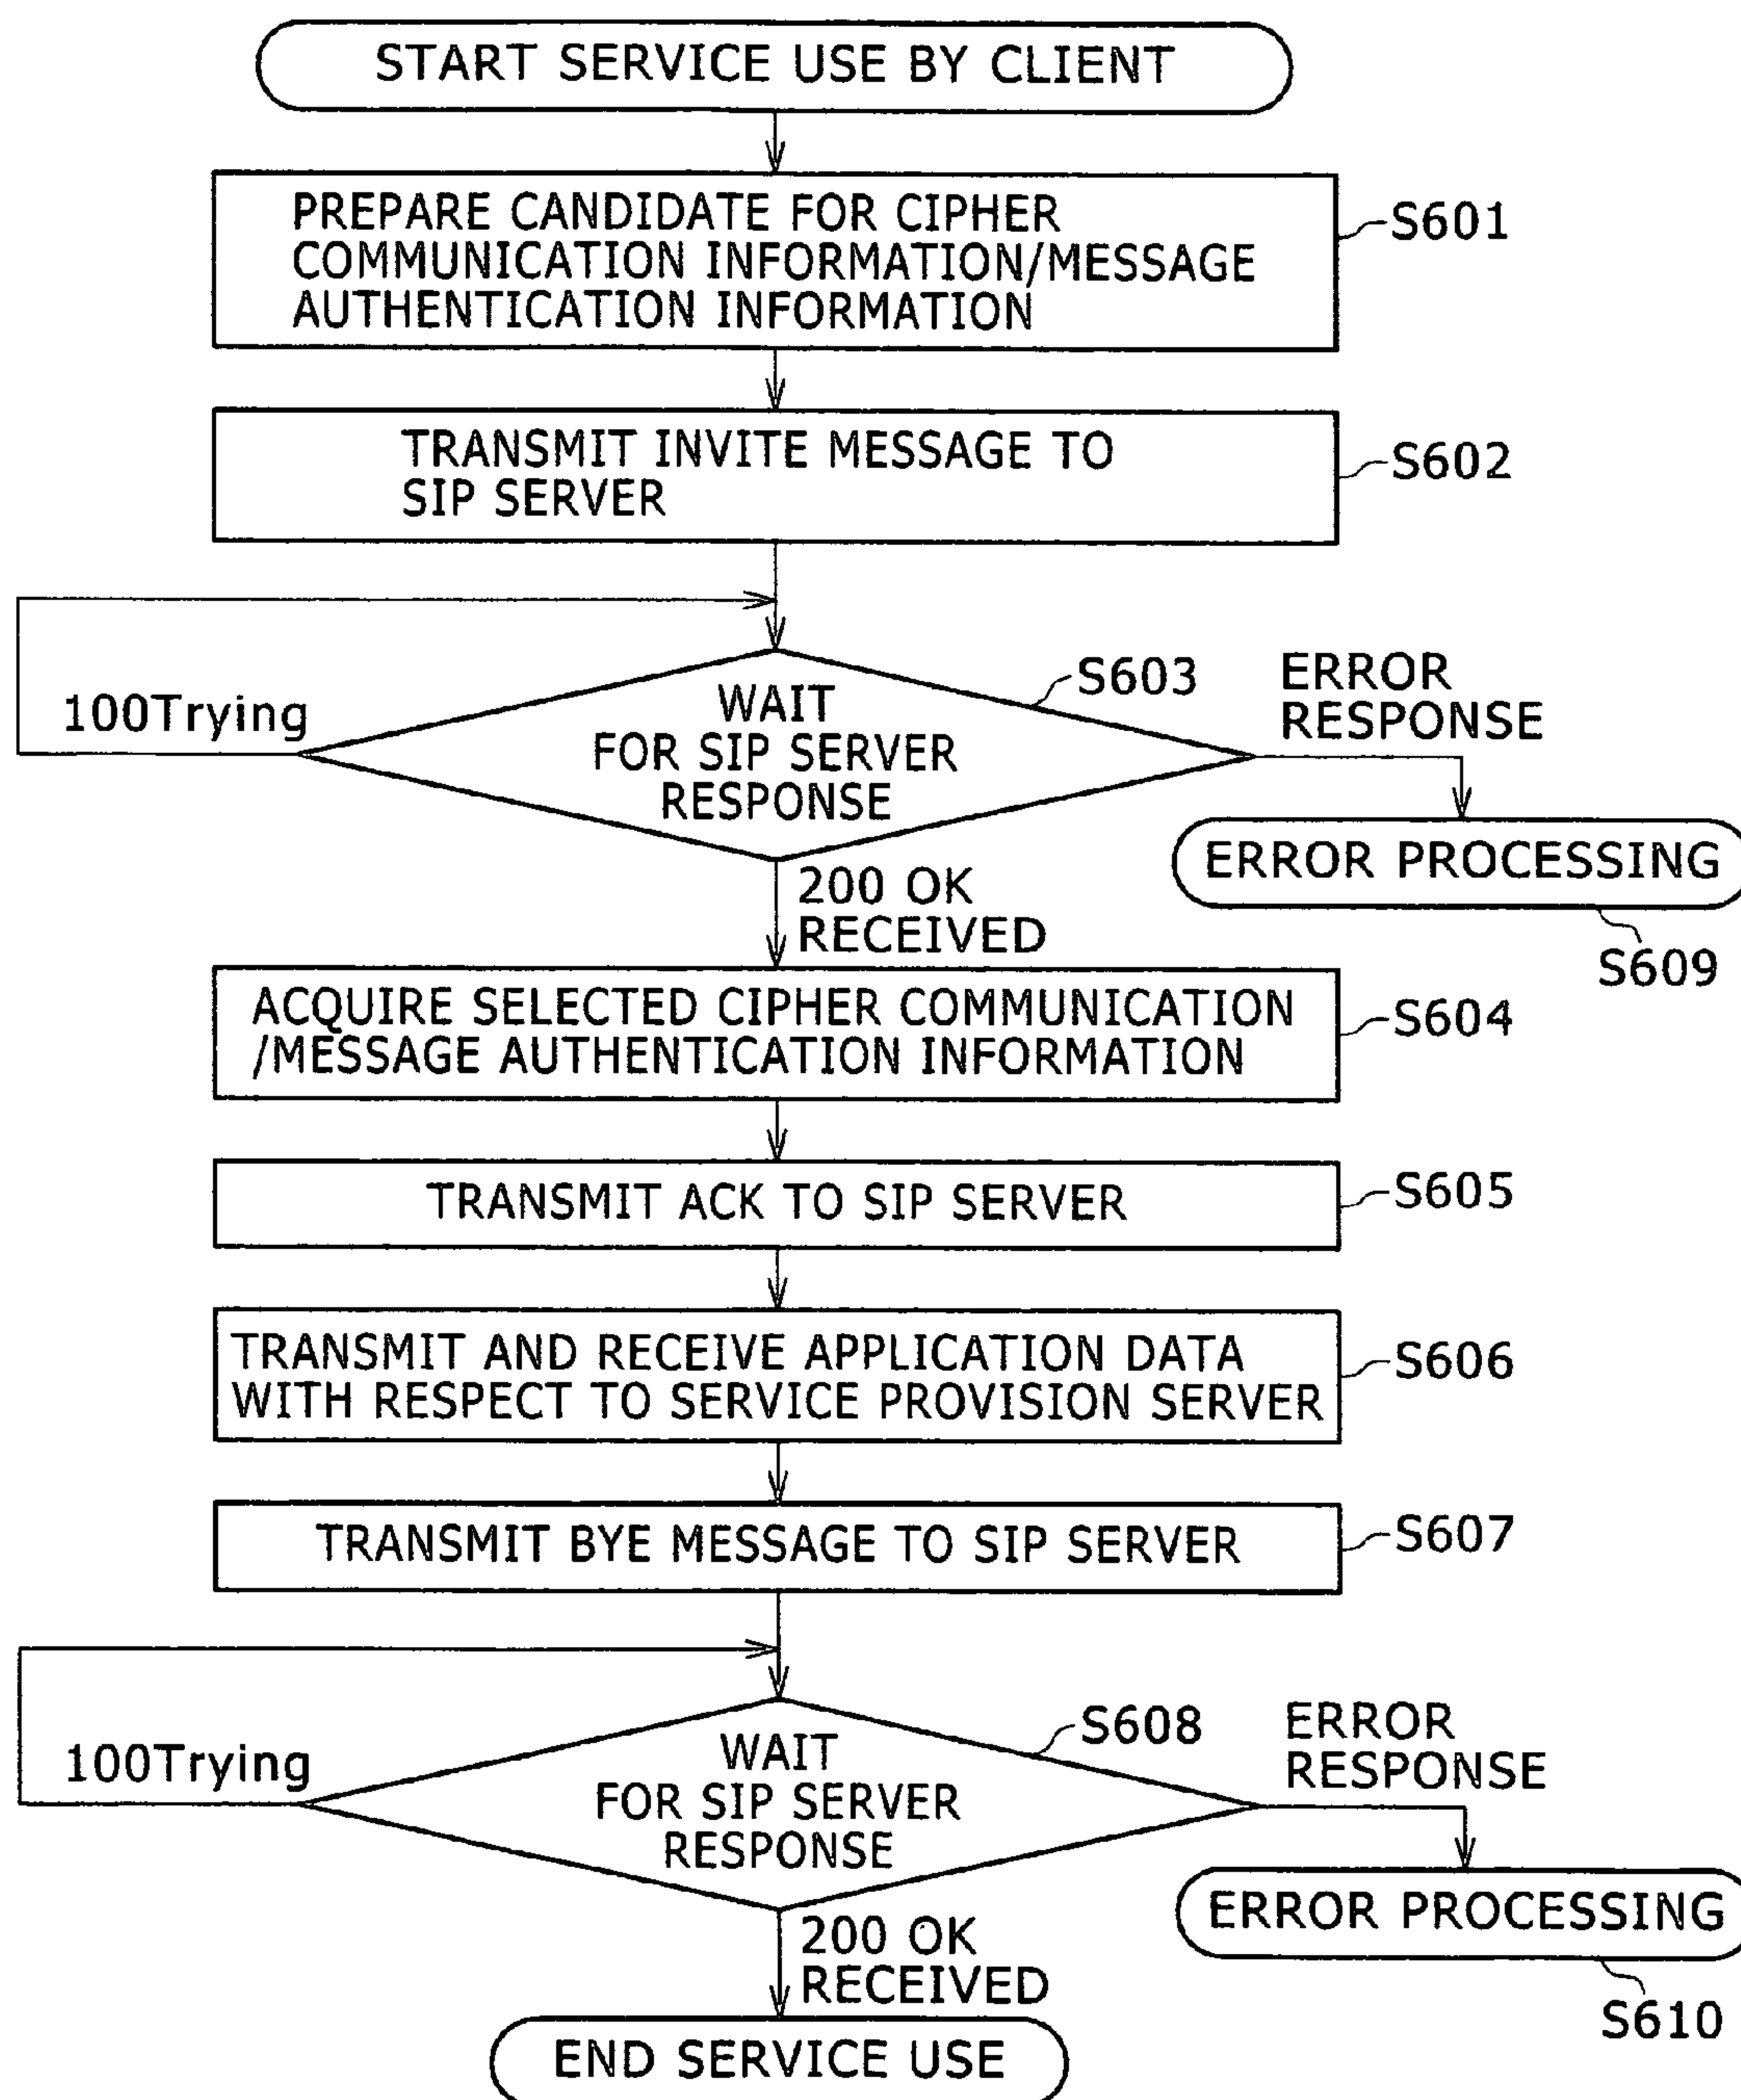 START SERVICE USE BY CLIENT
PREPARE CANDIDATE FOR CIPHER
COMMUNICATION INFORMATION/MESSAGE
AUTHENTICATION INFORMATION
S601
TRANSMIT INVITE MESSAGE TO
SIP SERVER
S602
100Trying
WAIT
FOR SIP SERVER
RESPONSE
S603
ERROR
RESPONSE
ERROR PROCESSING
S609
200 OK
RECEIVED
ACQUIRE SELECTED CIPHER COMMUNICATION
/MESSAGE AUTHENTICATION INFORMATION
S604
TRANSMIT ACK TO SIP SERVER
S605
TRANSMIT AND RECEIVE APPLICATION DATA
WITH RESPECT TO SERVICE PROVISION SERVER
S606
TRANSMIT BYE MESSAGE TO SIP SERVER
S607
100Trying
WAIT
FOR SIP SERVER
RESPONSE
S608
ERROR
RESPONSE
ERROR PROCESSING
S610
200 OK
RECEIVED
END SERVICE USE